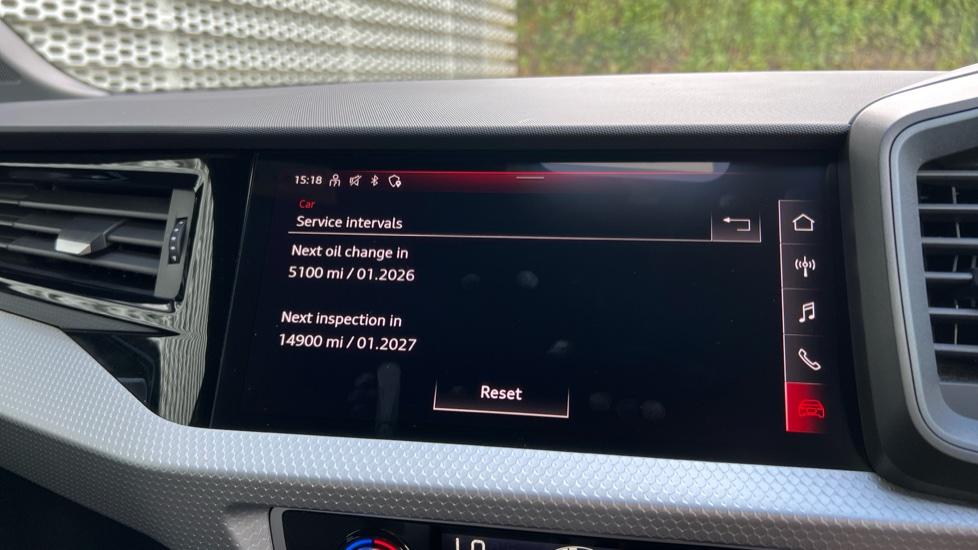 15:18
Car
Service intervals
Next oil change in
5100 mi / 01.2026
Next inspection in
14900 mi / 01.2027
Reset